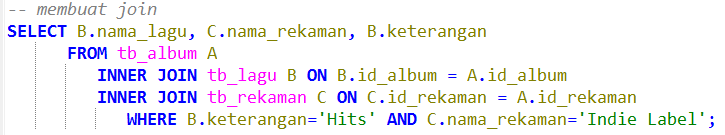 -- membuat join
SELECT B.nama_lagu, C.nama_rekaman, B.keterangan
FROM tb_album A
INNER JOIN tb_lagu B ON B.id_album = A.id_album
INNER JOIN tb_rekaman C ON C.id_rekaman = A.id_rekaman
WHERE B.keterangan='Hits' AND C.nama_rekaman='Indie Label';